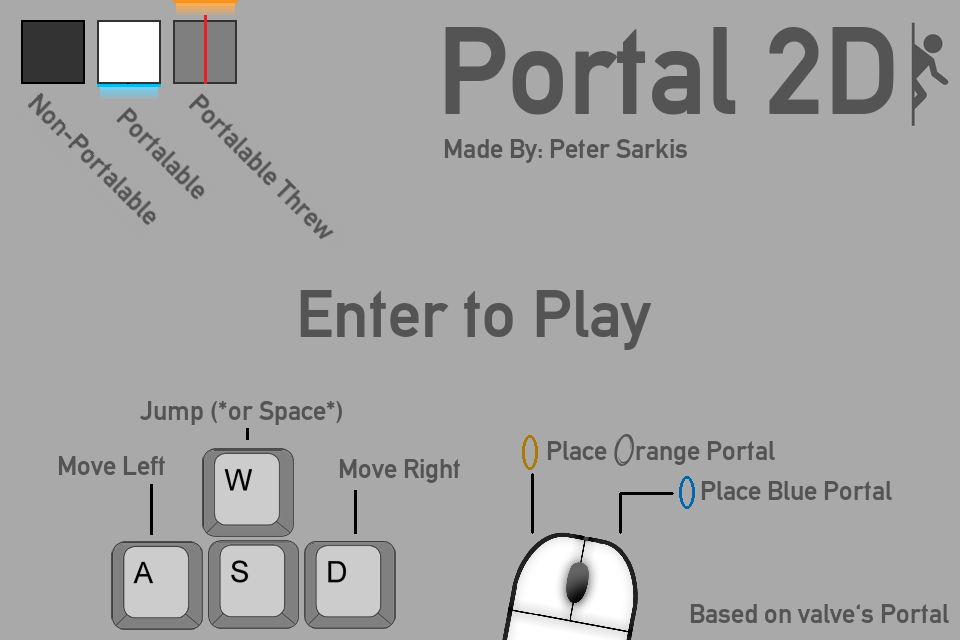 Portal 2D
Made By: Peter Sarkis
Non-Portalable
Portalable
Portalable Threw
Enter to Play
Jump (*or Space*)
Move Left
Move Right
W
A
S
D
Place Orange Portal
Place Blue Portal
Based on valve's Portal